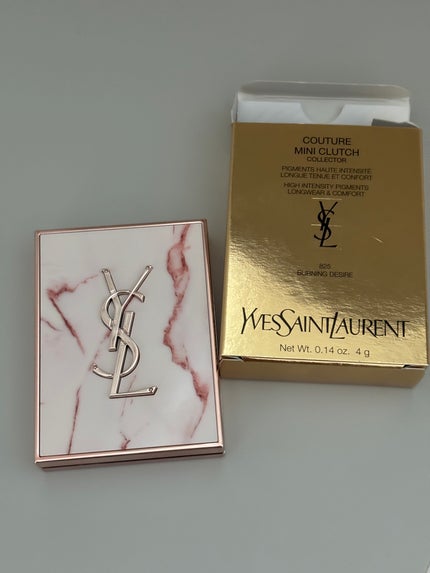 COUTURE
MINI CLUTCH
COLLECTOR
PIGMENTS HAUTE INTENSITÉ
LONGUE TENUE ET CONFORT
HIGH INTENSITY PIGMENTS
LONGWEAR & COMFORT
YSL
825
BURNING DESIRE
YVESSAINTLAURENT
Net Wt. 0.14 oz. 4 g
YSL